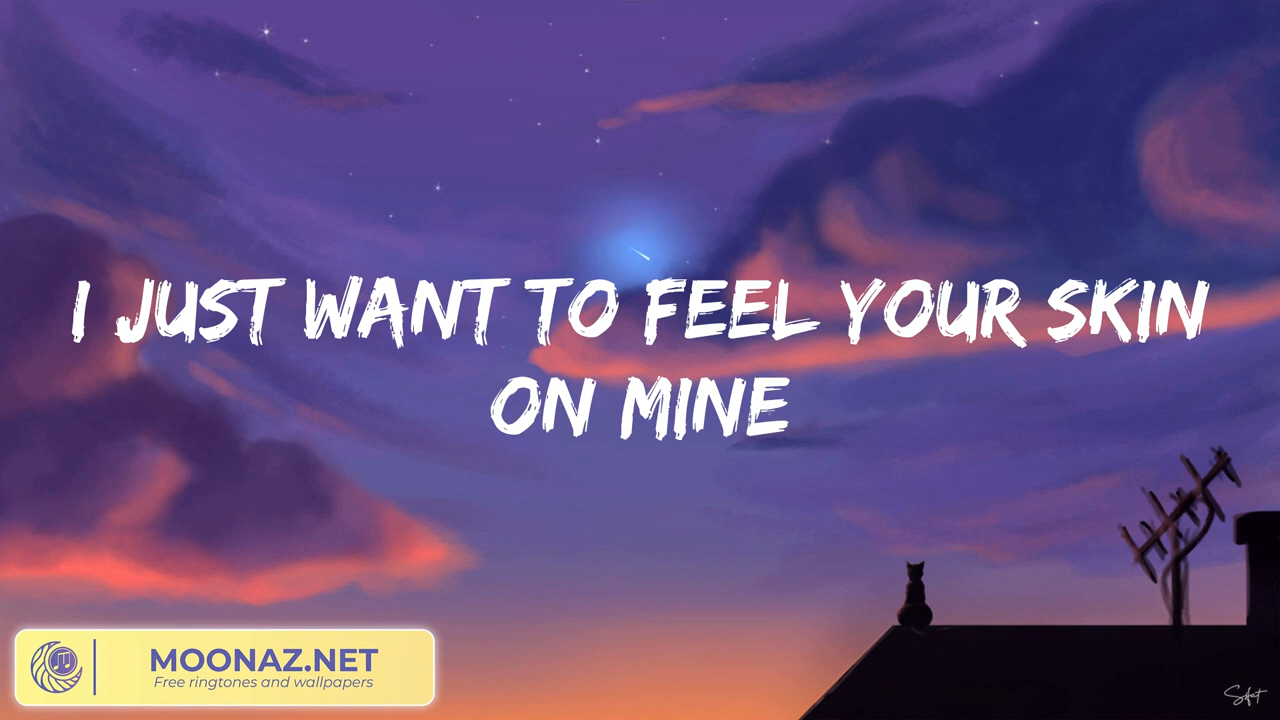 I JUST WANT TO FEEL YOUR SKIN
ON MINE
MOONAZ.NET
Free ringtones and wallpapers